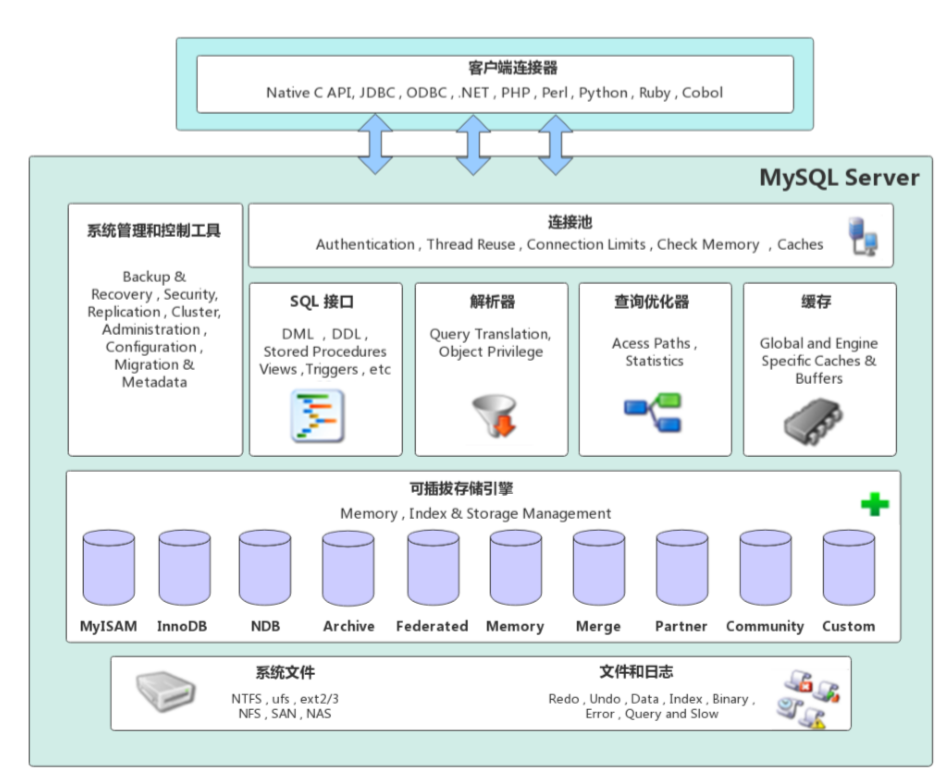 客户端连接器
Native C API, JDBC , ODBC , .NET , PHP , Perl , Python , Ruby , Cobol
MySQL Server
系统管理和控制工具
Backup &
Recovery , Security,
Replication , Cluster,
Administration ,
Configuration ,
Migration &
Metadata
连接池
Authentication , Thread Reuse , Connection Limits , Check Memory , Caches
SQL 接口
DML , DDL ,
Stored Procedures
Views ,Triggers , etc
解析器
Query Translation,
Object Privilege
查询优化器
Acess Paths ,
Statistics
缓存
Global and Engine
Specific Caches &
Buffers
可插拔存储引擎
Memory , Index & Storage Management
MyISAM InnoDB NDB Archive Federated Memory Merge Partner Community Custom
系统文件
NTFS , ufs , ext2/3
NFS , SAN , NAS
文件和日志
Redo , Undo , Data , Index , Binary ,
Error , Query and Slow